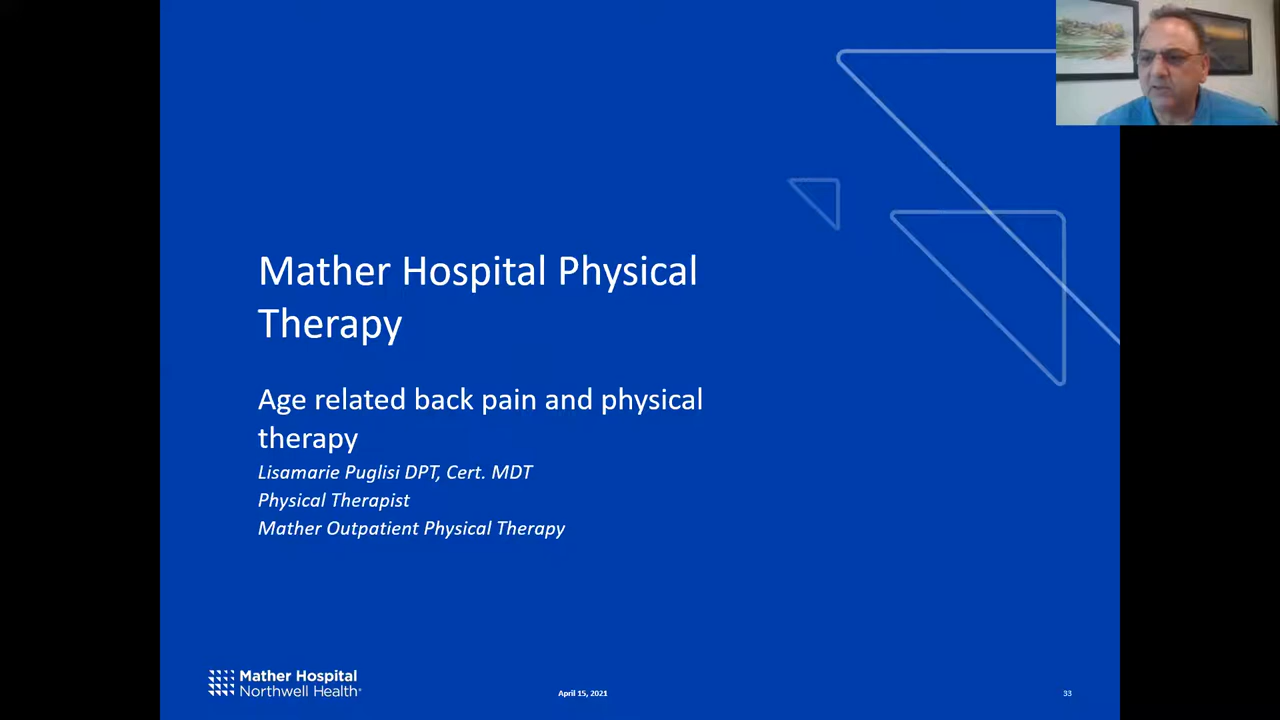 Mather Hospital Physical
Therapy
Age related back pain and physical
therapy
Lisamarie Puglisi DPT, Cert. MDT
Physical Therapist
Mather Outpatient Physical Therapy
Mather Hospital
Northwell Health®
April 15, 2021
33